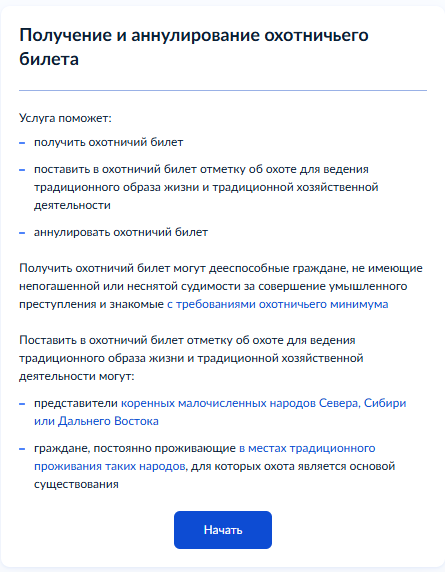 Получение и аннулирование охотничьего
билета
Услуга поможет:
– получить охотничий билет
– поставить в охотничий билет отметку об охоте для ведения
традиционного образа жизни и традиционной хозяйственной
деятельности
– аннулировать охотничий билет
Получить охотничий билет могут дееспособные граждане, не имеющие
непогашенной или неснятой судимости за совершение умышленного
преступления и знакомые с требованиями охотничьего минимума
Поставить в охотничий билет отметку об охоте для ведения
традиционного образа жизни и традиционной хозяйственной
деятельности могут:
– представители коренных малочисленных народов Севера, Сибири
или Дальнего Востока
– граждане, постоянно проживающие в местах традиционного
проживания таких народов, для которых охота является основой
существования
Начать